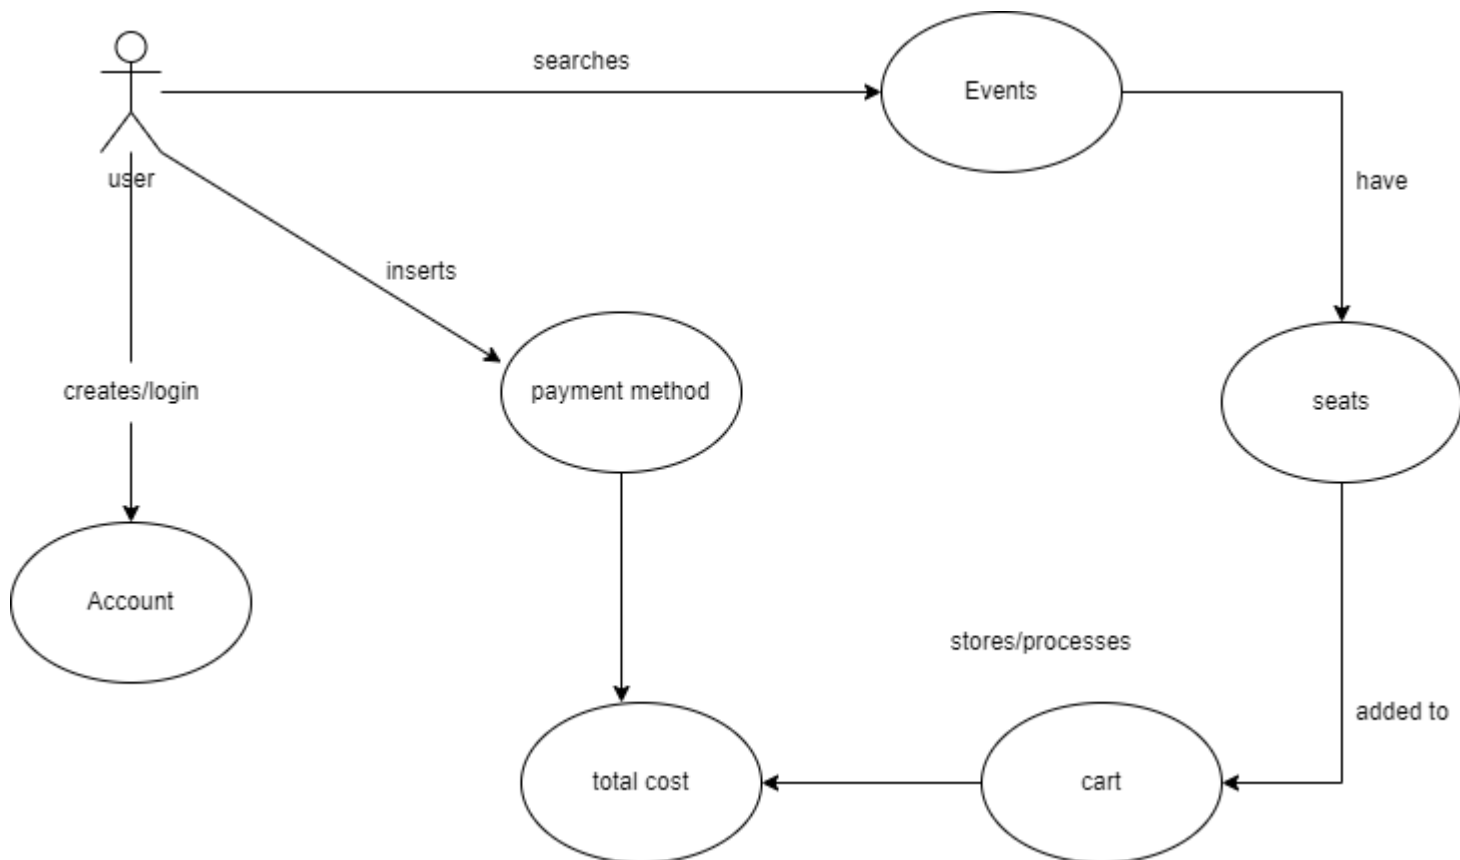 searches
Events
user
have
inserts
payment method
creates/login
seats
Account
stores/processes
added to
total cost
cart